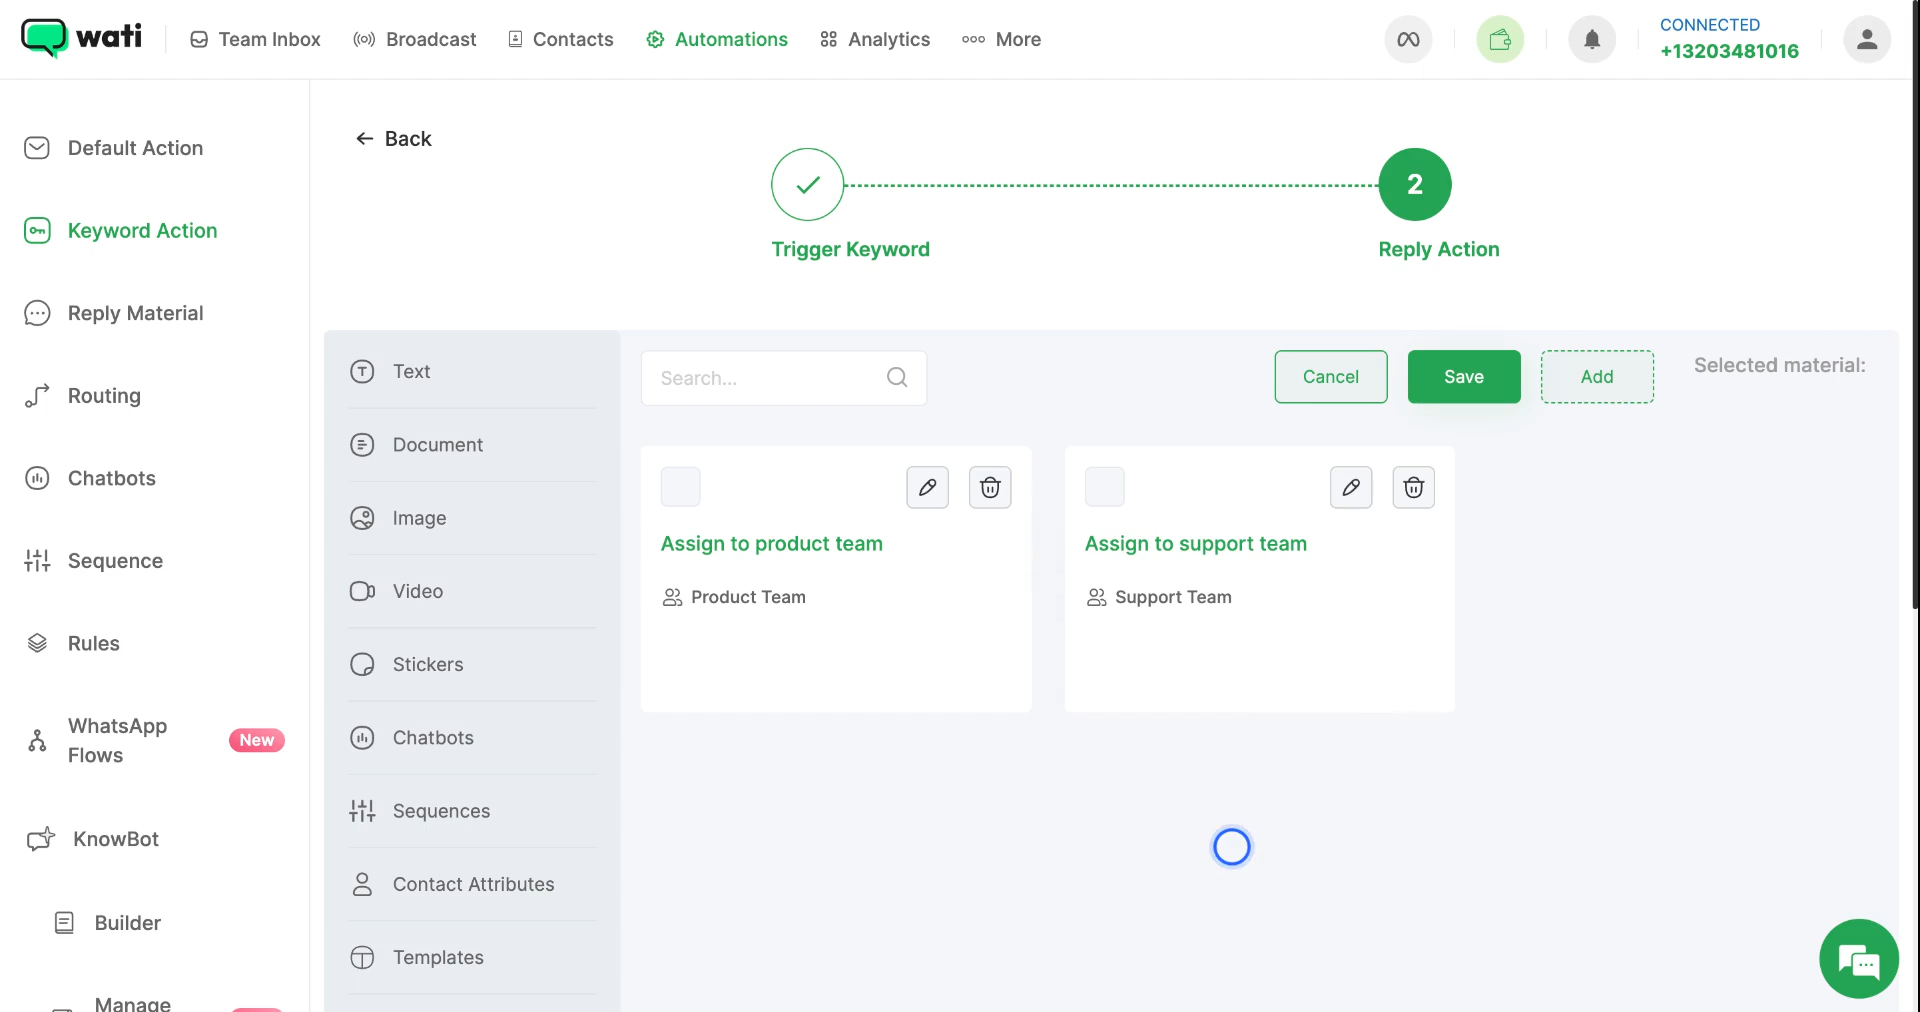 wati
Team Inbox
Broadcast
Contacts
Automations
Analytics
More
CONNECTED
+13203481016
Default Action
Keyword Action
Reply Material
Routing
Chatbots
Sequence
Rules
WhatsApp
Flows
New
KnowBot
Builder
Manage
Back
2
Trigger Keyword
Reply Action
Text
Document
Image
Video
Stickers
Chatbots
Sequences
Contact Attributes
Templates
Search...
Cancel
Save
Add
Selected material:
Assign to product team
Product Team
Assign to support team
Support Team